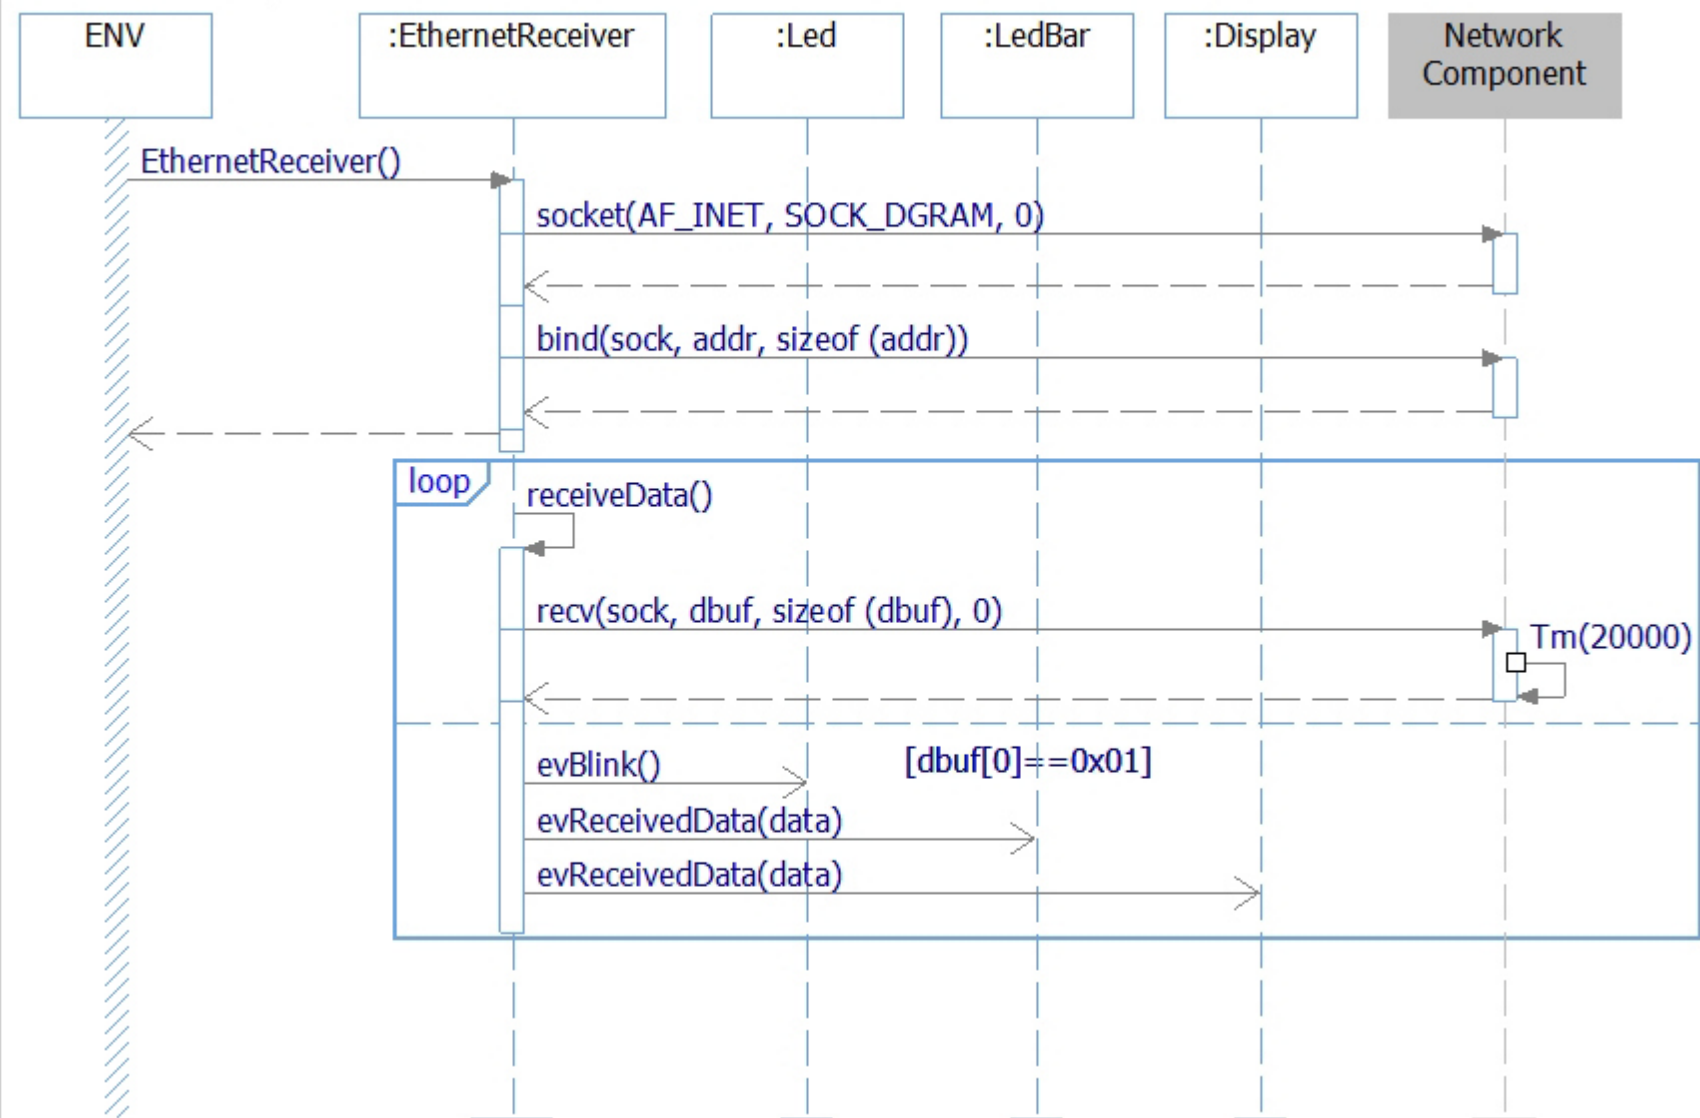 ENV
:EthernetReceiver
:Led
:LedBar
:Display
Network
Component
EthernetReceiver()
socket(AF_INET, SOCK_DGRAM, 0)
bind(sock, addr, sizeof (addr))
loop
receiveData()
recv(sock, dbuf, sizeof (dbuf), 0)
Tm(20000)
evBlink()
[dbuf[0]==0x01]
evReceivedData(data)
evReceivedData(data)